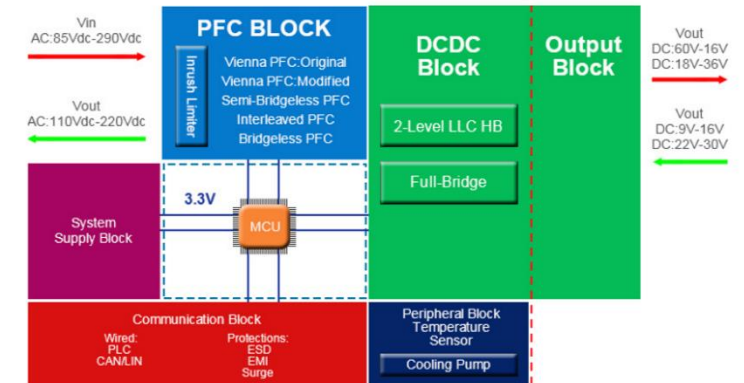 Vin
AC:85Vdc-290Vdc
Vout
AC:110Vdc-220Vdc
PFC BLOCK
Inrush Limiter
Vienna PFC:Original
Vienna PFC:Modified
Semi-Bridgeless PFC
Interleaved PFC
Bridgeless PFC
DCDC
Block
2-Level LLC HB
Full-Bridge
Output
Block
Vout
DC:60V-16V
DC:18V-36V
Vout
DC:9V-16V
DC:22V-30V
System
Supply Block
3.3V
MCU
Communication Block
Wired:
PLC
CAN/LIN
Protections:
ESD
EMI
Surge
Peripheral Block
Temperature
Sensor
Cooling Pump